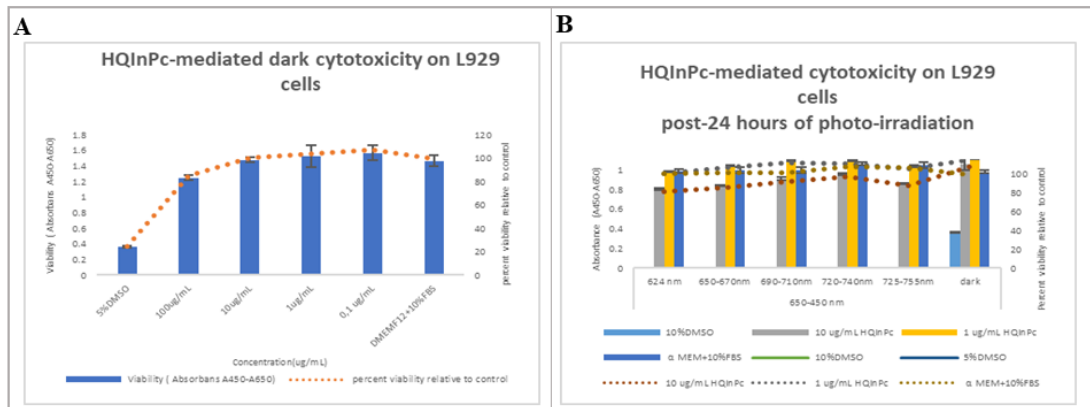 A
HQInPc-mediated dark cytotoxicity on L929
cells
Viability ( Absorbans A450-A650)
1.8
1.6
1.4
1.2
1
0.8
0.6
0.4
0.2
0
120
100
80
60
40
20
0
percent viability relative to control
5%DMSO
100ug/mL
10ug/mL
1ug/mL
0,1 ug/mL
DMEMF12+10%FBS
Concentration(ug/mL)
Viability ( Absorbans A450-A650)
percent viability relative to control
B
HQInPc-mediated cytotoxicity on L929
cells
post-24 hours of photo-irradiation
Absorbance (A450-A650)
1
0.8
0.6
0.4
0.2
0
100
80
60
40
20
0
Percent viability relative to control
624 nm
650-670nm
690-710nm
720-740nm
725-755nm
dark
650-450 nm
10%DMSO
10 ug/mL HQInPc
1 ug/mL HQInPc
α MEM+10%FBS
10%DMSO
5%DMSO
10 ug/mL HQInPc
1 ug/mL HQInPc
α MEM+10%FBS